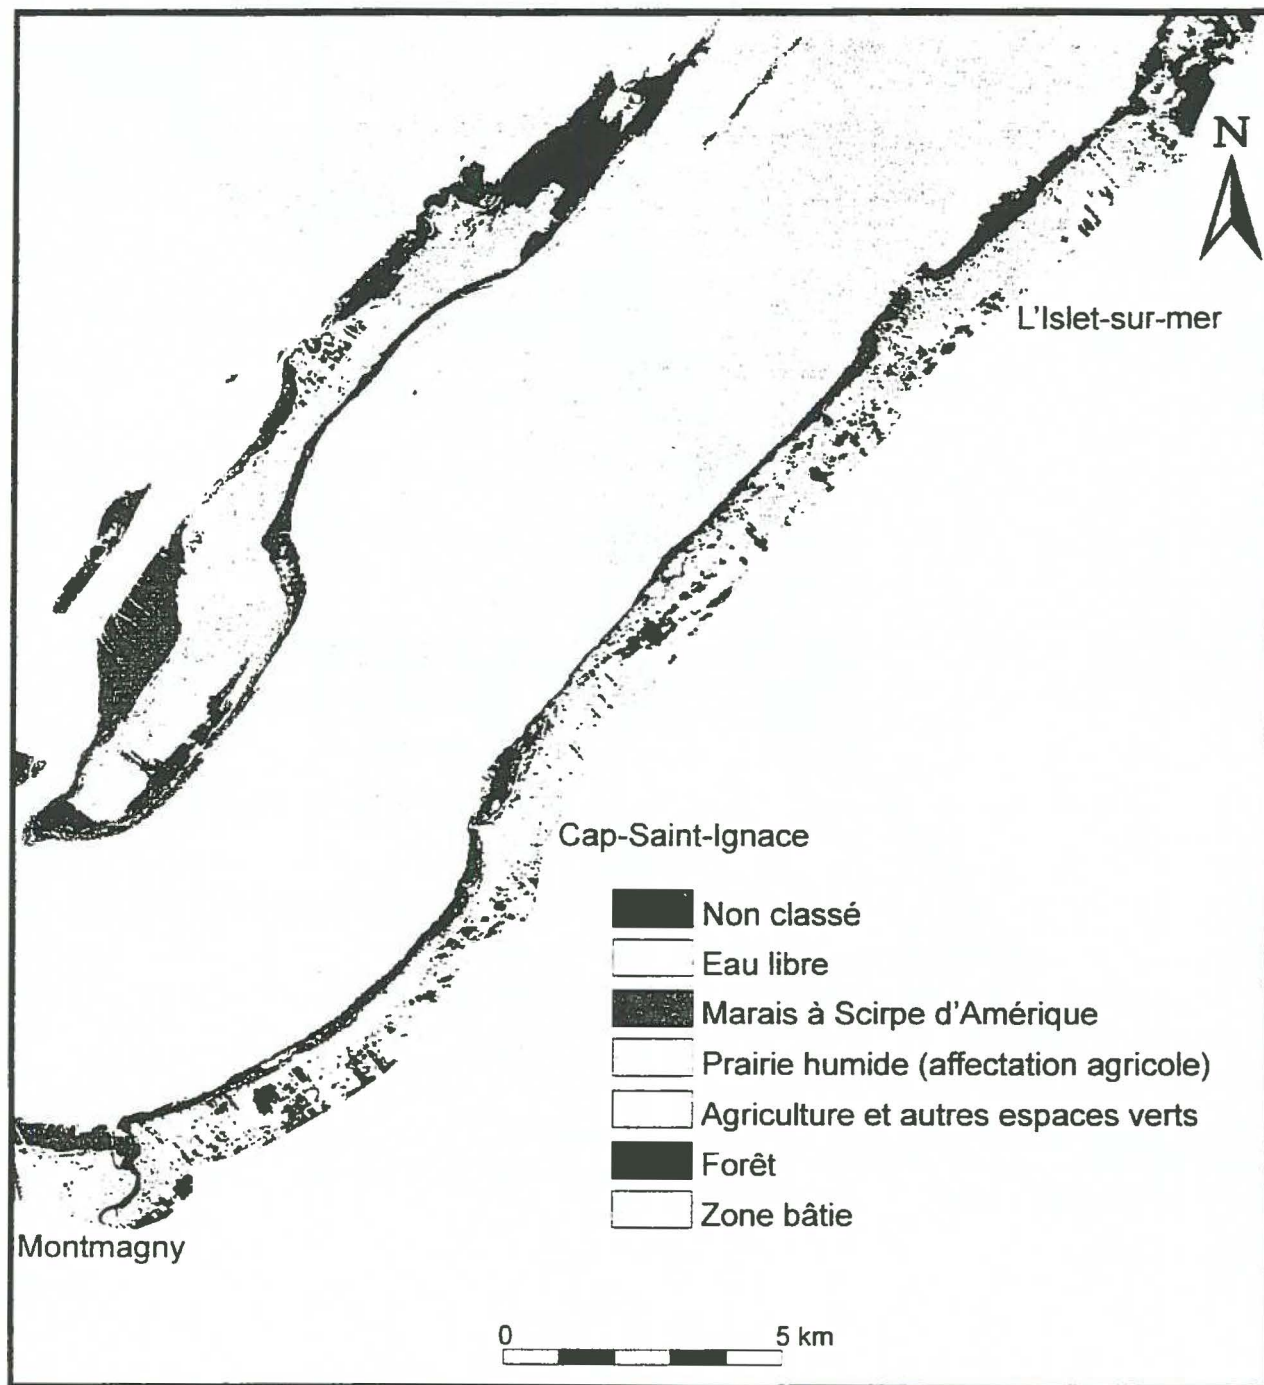 N
L'Islet-sur-mer
Cap-Saint-Ignace
Non classé
Eau libre
Marais à Scirpe d'Amérique
Prairie humide (affectation agricole)
Agriculture et autres espaces verts
Forêt
Zone bâtie
Montmagny
0 5 km